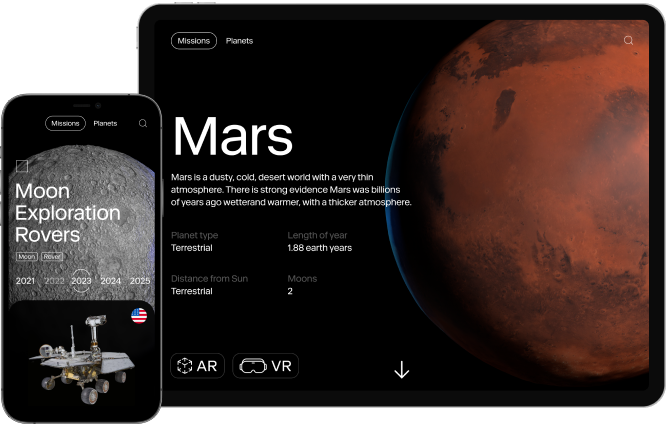 Missions Planets
Mars
Mars is a dusty, cold, desert world with a very thin
atmosphere. There is strong evidence Mars was billions
of years ago wetterand warmer, with a thicker atmosphere.
Planet type Length of year
Terrestrial 1.88 earth years
Distance from Sun Moons
Terrestrial 2
AR VR
Missions Planets
Moon
Exploration
Rovers
Moon Rover
2021 2022 2023 2024 2025